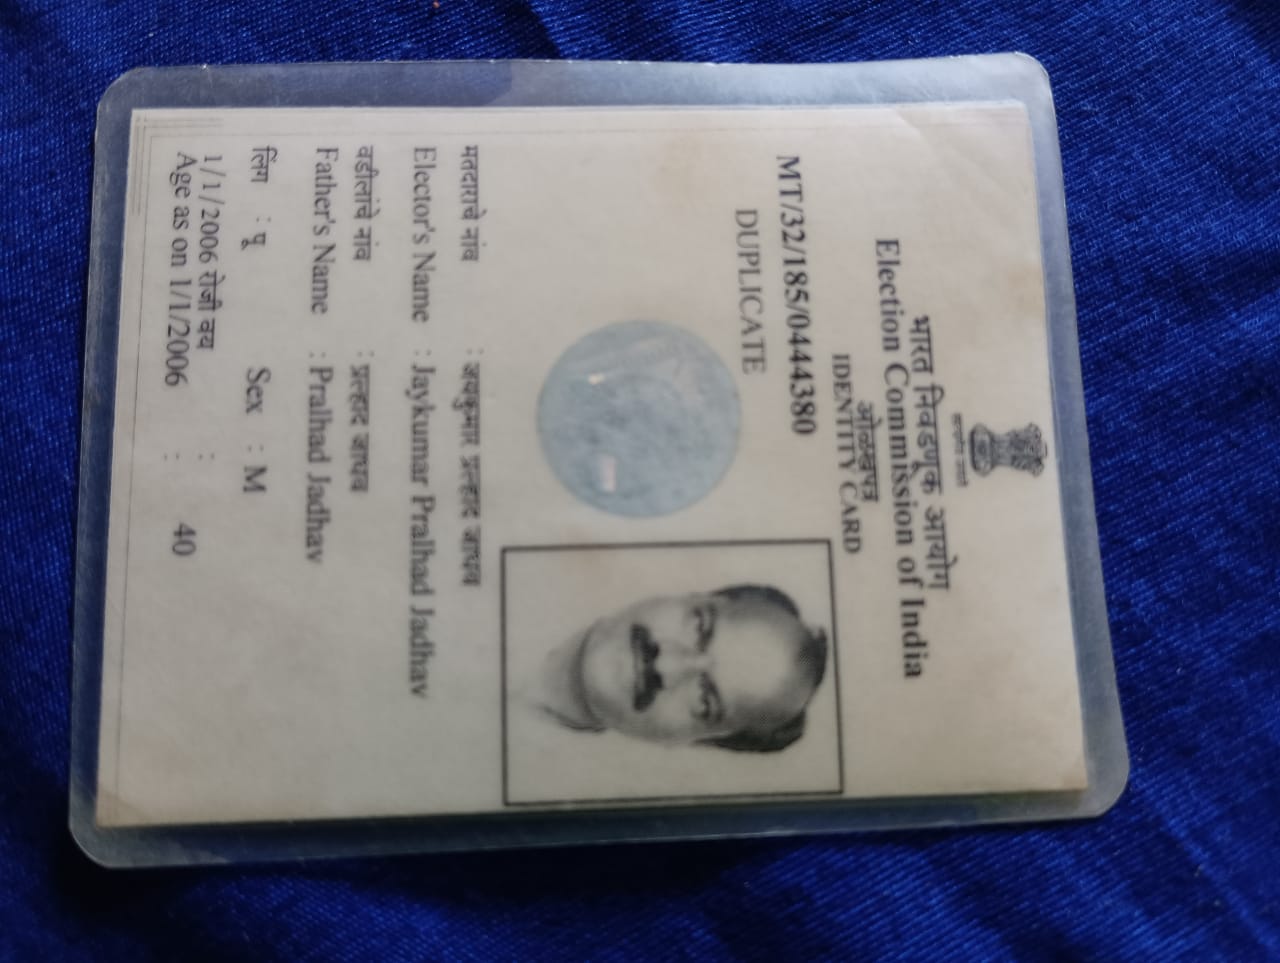 भारत निवडणूक आयोग
Election Commission of India
ओळखपत्र
IDENTITY CARD
MT/32/185/0444380
DUPLICATE
मतदाराचे नांव : जयकुमार प्रल्हाद जाधव
Elector's Name : Jaykumar Pralhad Jadhav
वडीलांचे नांव : प्रल्हाद जाधव
Father's Name : Pralhad Jadhav
लिंग : पू Sex : M
1/1/2006 रोजी वय :
Age as on 1/1/2006 : 40